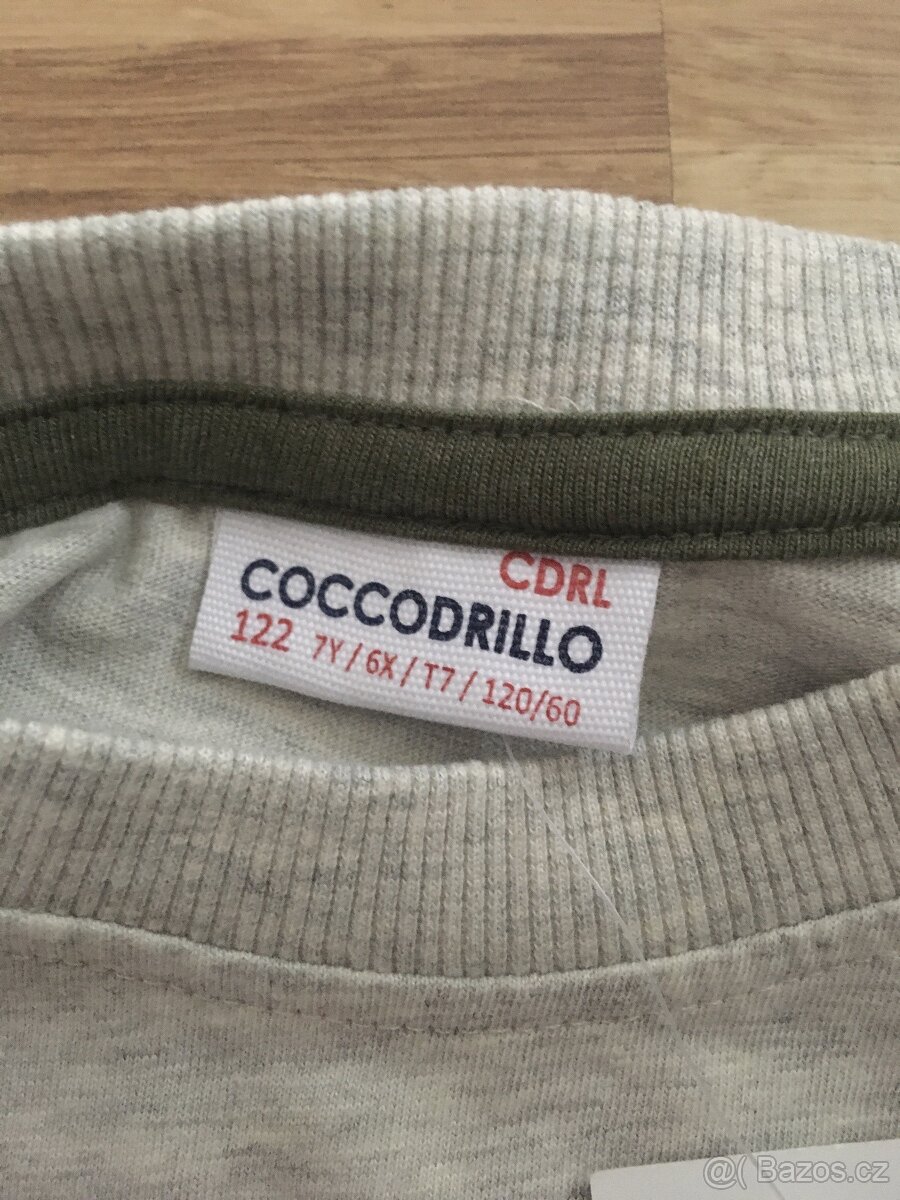 CDRL
COCCODRILLO
122 7Y/6X/T7/120/60
@( Bazos.cz